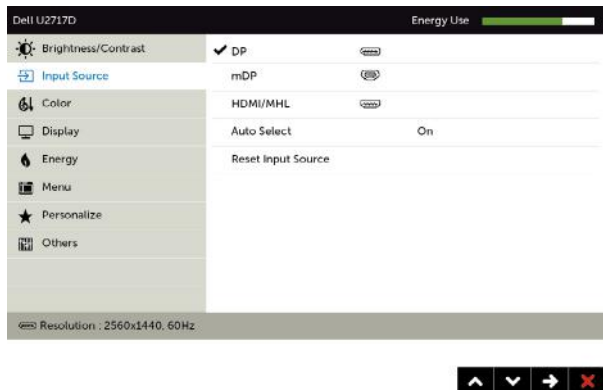 Dell U2717D Energy Use
Brightness/Contrast
Input Source
Color
Display
Energy
Menu
Personalize
Others
DP
mDP
HDMI/MHL
Auto Select On
Reset Input Source
Resolution : 2560x1440, 60Hz